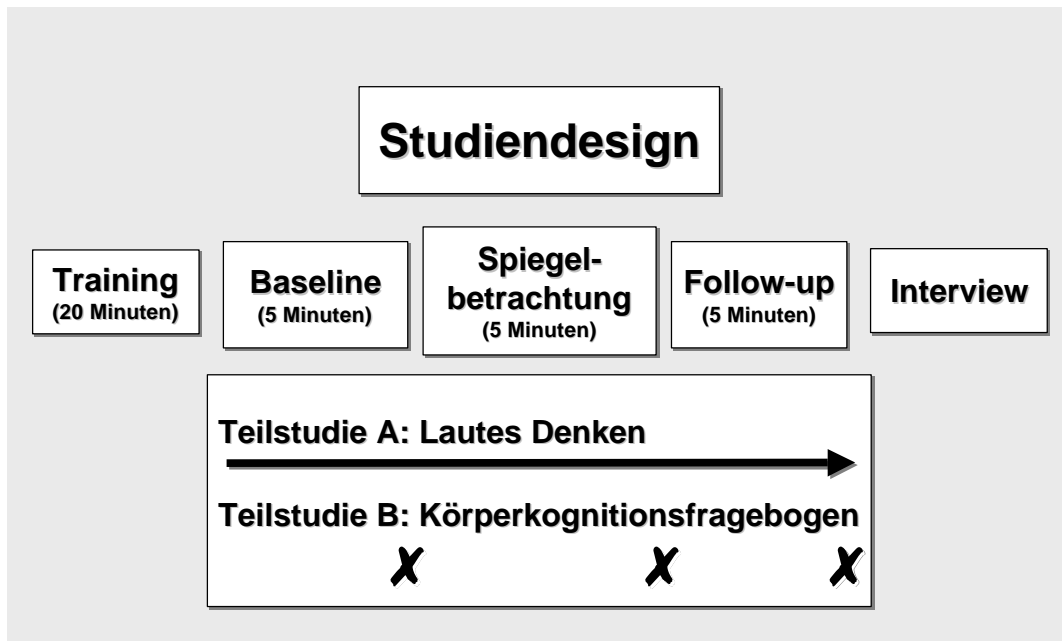 Studiendesign
Training
(20 Minuten)
Baseline
(5 Minuten)
Spiegel-
betrachtung
(5 Minuten)
Follow-up
(5 Minuten)
Interview
Teilstudie A: Lautes Denken
Teilstudie B: Körperkognitionsfragebogen
✗ ✗ ✗